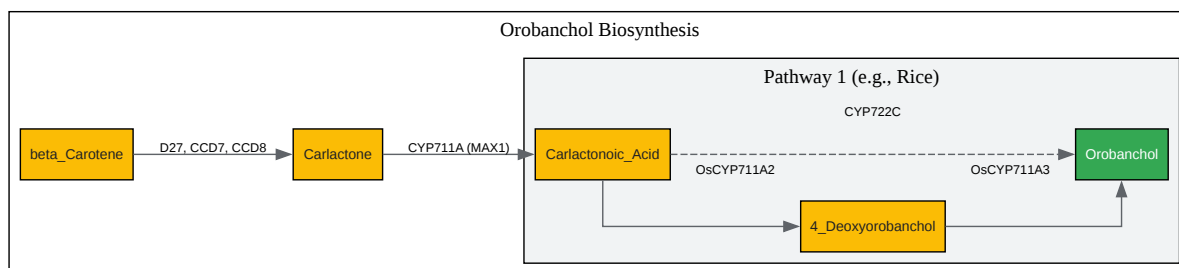 Orobanchol Biosynthesis
Pathway 1 (e.g., Rice)
CYP722C
beta_Carotene
D27, CCD7, CCD8
Carlactone
CYP711A (MAX1)
Carlactonoic_Acid
OsCYP711A2
OsCYP711A3
Orobanchol
4_Deoxyorobanchol